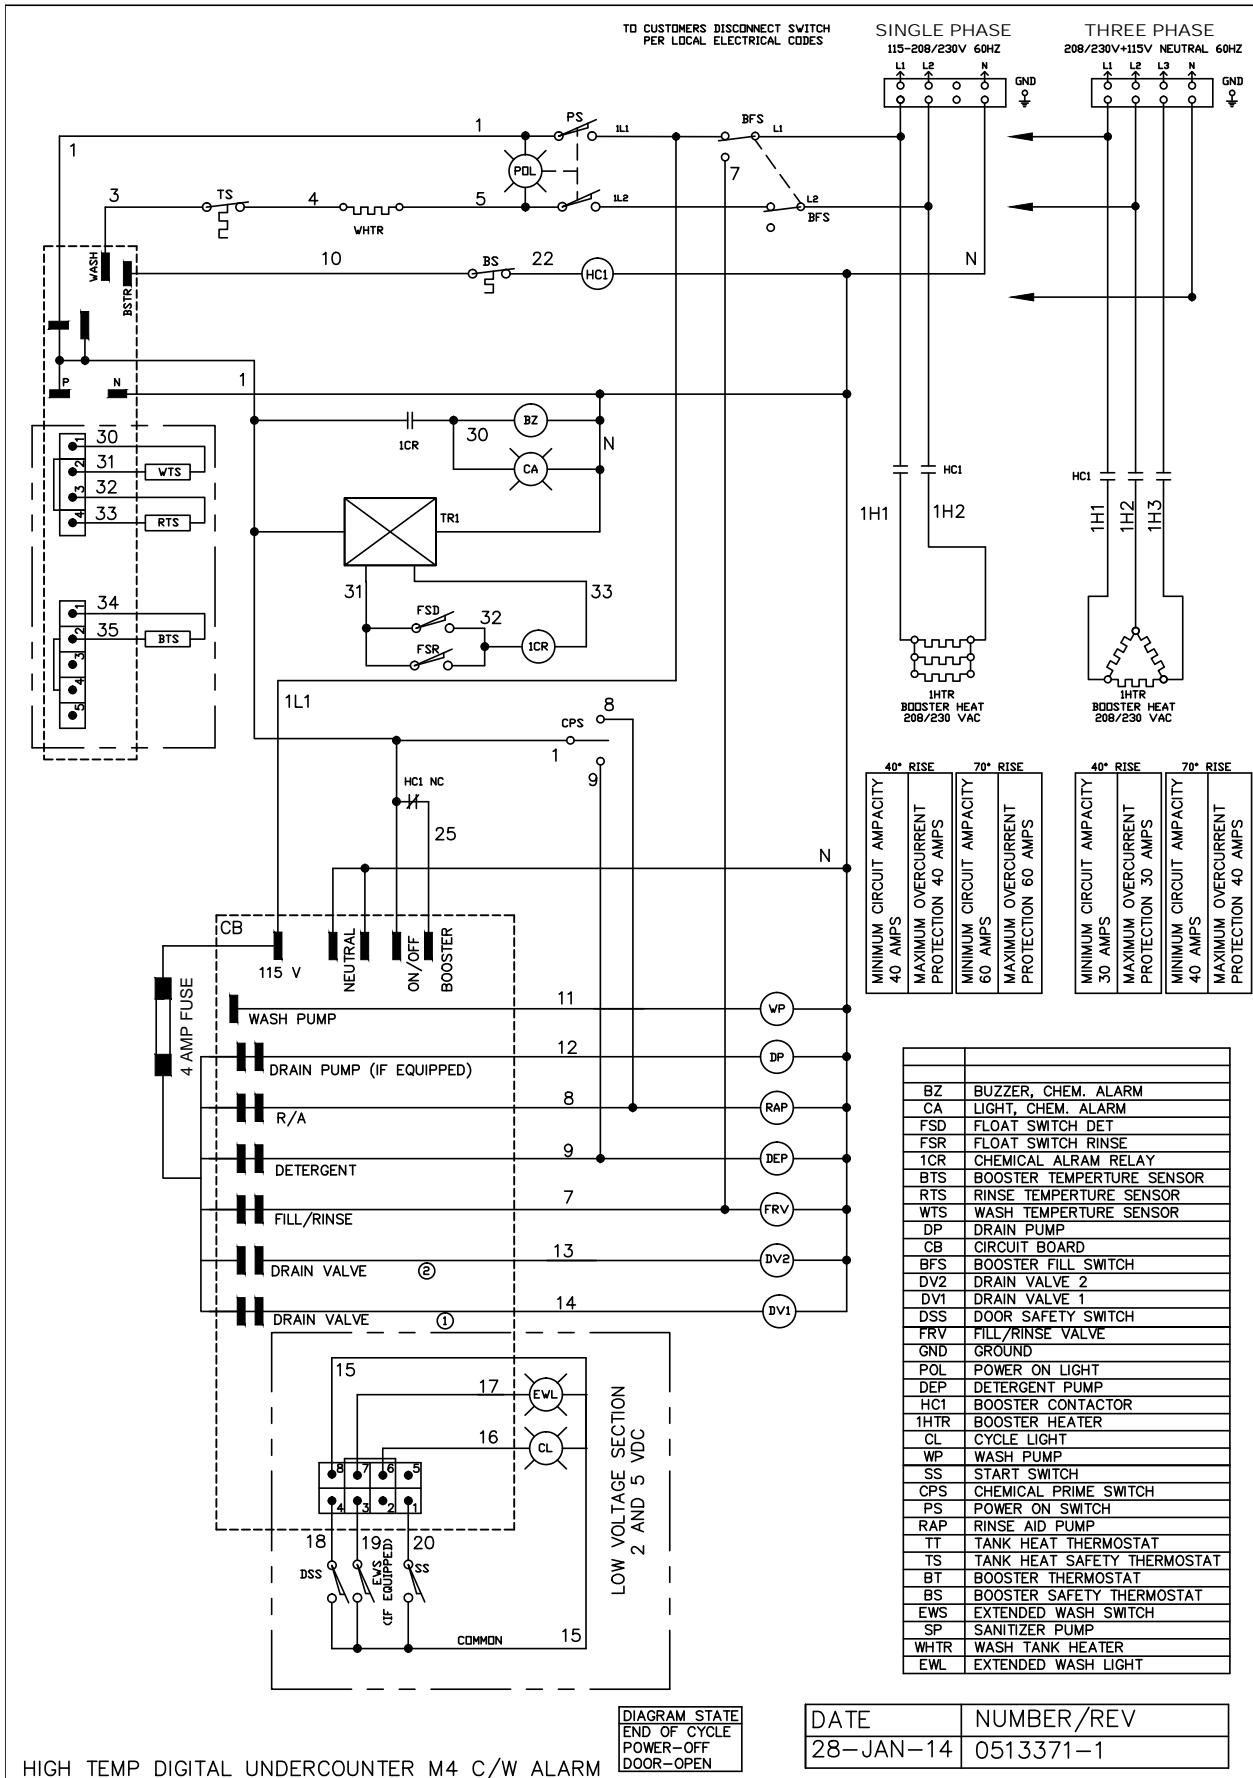 TO CUSTOMERS DISCONNECT SWITCH
PER LOCAL ELECTRICAL CODES
SINGLE PHASE
115-208/230V 60HZ
L1 L2 N
GND
THREE PHASE
208/230V+115V NEUTRAL 60HZ
L1 L2 L3 N
GND
1 PS 1L1 BFS L1
1
POL
7
3 TS 4 5 1L2 L2
WHTR BFS
WASH
BSTR
10 BS 22 HC1 N
P N 1
1CR 30 BZ N
CA
30
31 WTS
32
33 RTS
1
2
3
4
TR1
31 33
FSD 32
FSR 1CR
34
35 BTS
1
2
3
4
5
HC1
1H1 1H2
HC1
1H1 1H2 1H3
1HTR
BOOSTER HEAT
208/230 VAC
1HTR
BOOSTER HEAT
208/230 VAC
1L1
CPS 8
1
9
HC1 NC
25
N
40° RISE 70° RISE
MINIMUM CIRCUIT AMPACITY
40 AMPS
MAXIMUM OVERCURRENT
PROTECTION 40 AMPS
MINIMUM CIRCUIT AMPACITY
60 AMPS
MAXIMUM OVERCURRENT
PROTECTION 60 AMPS
40° RISE 70° RISE
MINIMUM CIRCUIT AMPACITY
30 AMPS
MAXIMUM OVERCURRENT
PROTECTION 30 AMPS
MINIMUM CIRCUIT AMPACITY
40 AMPS
MAXIMUM OVERCURRENT
PROTECTION 40 AMPS
CB
115 V
NEUTRAL
ON/OFF
BOOSTER
4 AMP FUSE
WASH PUMP 11 WP
DRAIN PUMP (IF EQUIPPED) 12 DP
R/A 8 RAP
DETERGENT 9 DEP
FILL/RINSE 7 FRV
DRAIN VALVE 2 13 DV2
DRAIN VALVE 1 14 DV1
15
17 EWL
16 CL
8 7 6 5
4 3 2 1
18 19 20
DSS
EWS
(IF EQUIPPED)
SS
COMMON 15
LOW VOLTAGE SECTION
2 AND 5 VDC
BZ BUZZER, CHEM. ALARM
CA LIGHT, CHEM. ALARM
FSD FLOAT SWITCH DET
FSR FLOAT SWITCH RINSE
1CR CHEMICAL ALRAM RELAY
BTS BOOSTER TEMPERTURE SENSOR
RTS RINSE TEMPERTURE SENSOR
WTS WASH TEMPERTURE SENSOR
DP DRAIN PUMP
CB CIRCUIT BOARD
BFS BOOSTER FILL SWITCH
DV2 DRAIN VALVE 2
DV1 DRAIN VALVE 1
DSS DOOR SAFETY SWITCH
FRV FILL/RINSE VALVE
GND GROUND
POL POWER ON LIGHT
DEP DETERGENT PUMP
HC1 BOOSTER CONTACTOR
1HTR BOOSTER HEATER
CL CYCLE LIGHT
WP WASH PUMP
SS START SWITCH
CPS CHEMICAL PRIME SWITCH
PS POWER ON SWITCH
RAP RINSE AID PUMP
TT TANK HEAT THERMOSTAT
TS TANK HEAT SAFETY THERMOSTAT
BT BOOSTER THERMOSTAT
BS BOOSTER SAFETY THERMOSTAT
EWS EXTENDED WASH SWITCH
SP SANITIZER PUMP
WHTR WASH TANK HEATER
EWL EXTENDED WASH LIGHT
DIAGRAM STATE
END OF CYCLE
POWER-OFF
DOOR-OPEN
DATE NUMBER/REV
28-JAN-14 0513371-1
HIGH TEMP DIGITAL UNDERCOUNTER M4 C/W ALARM